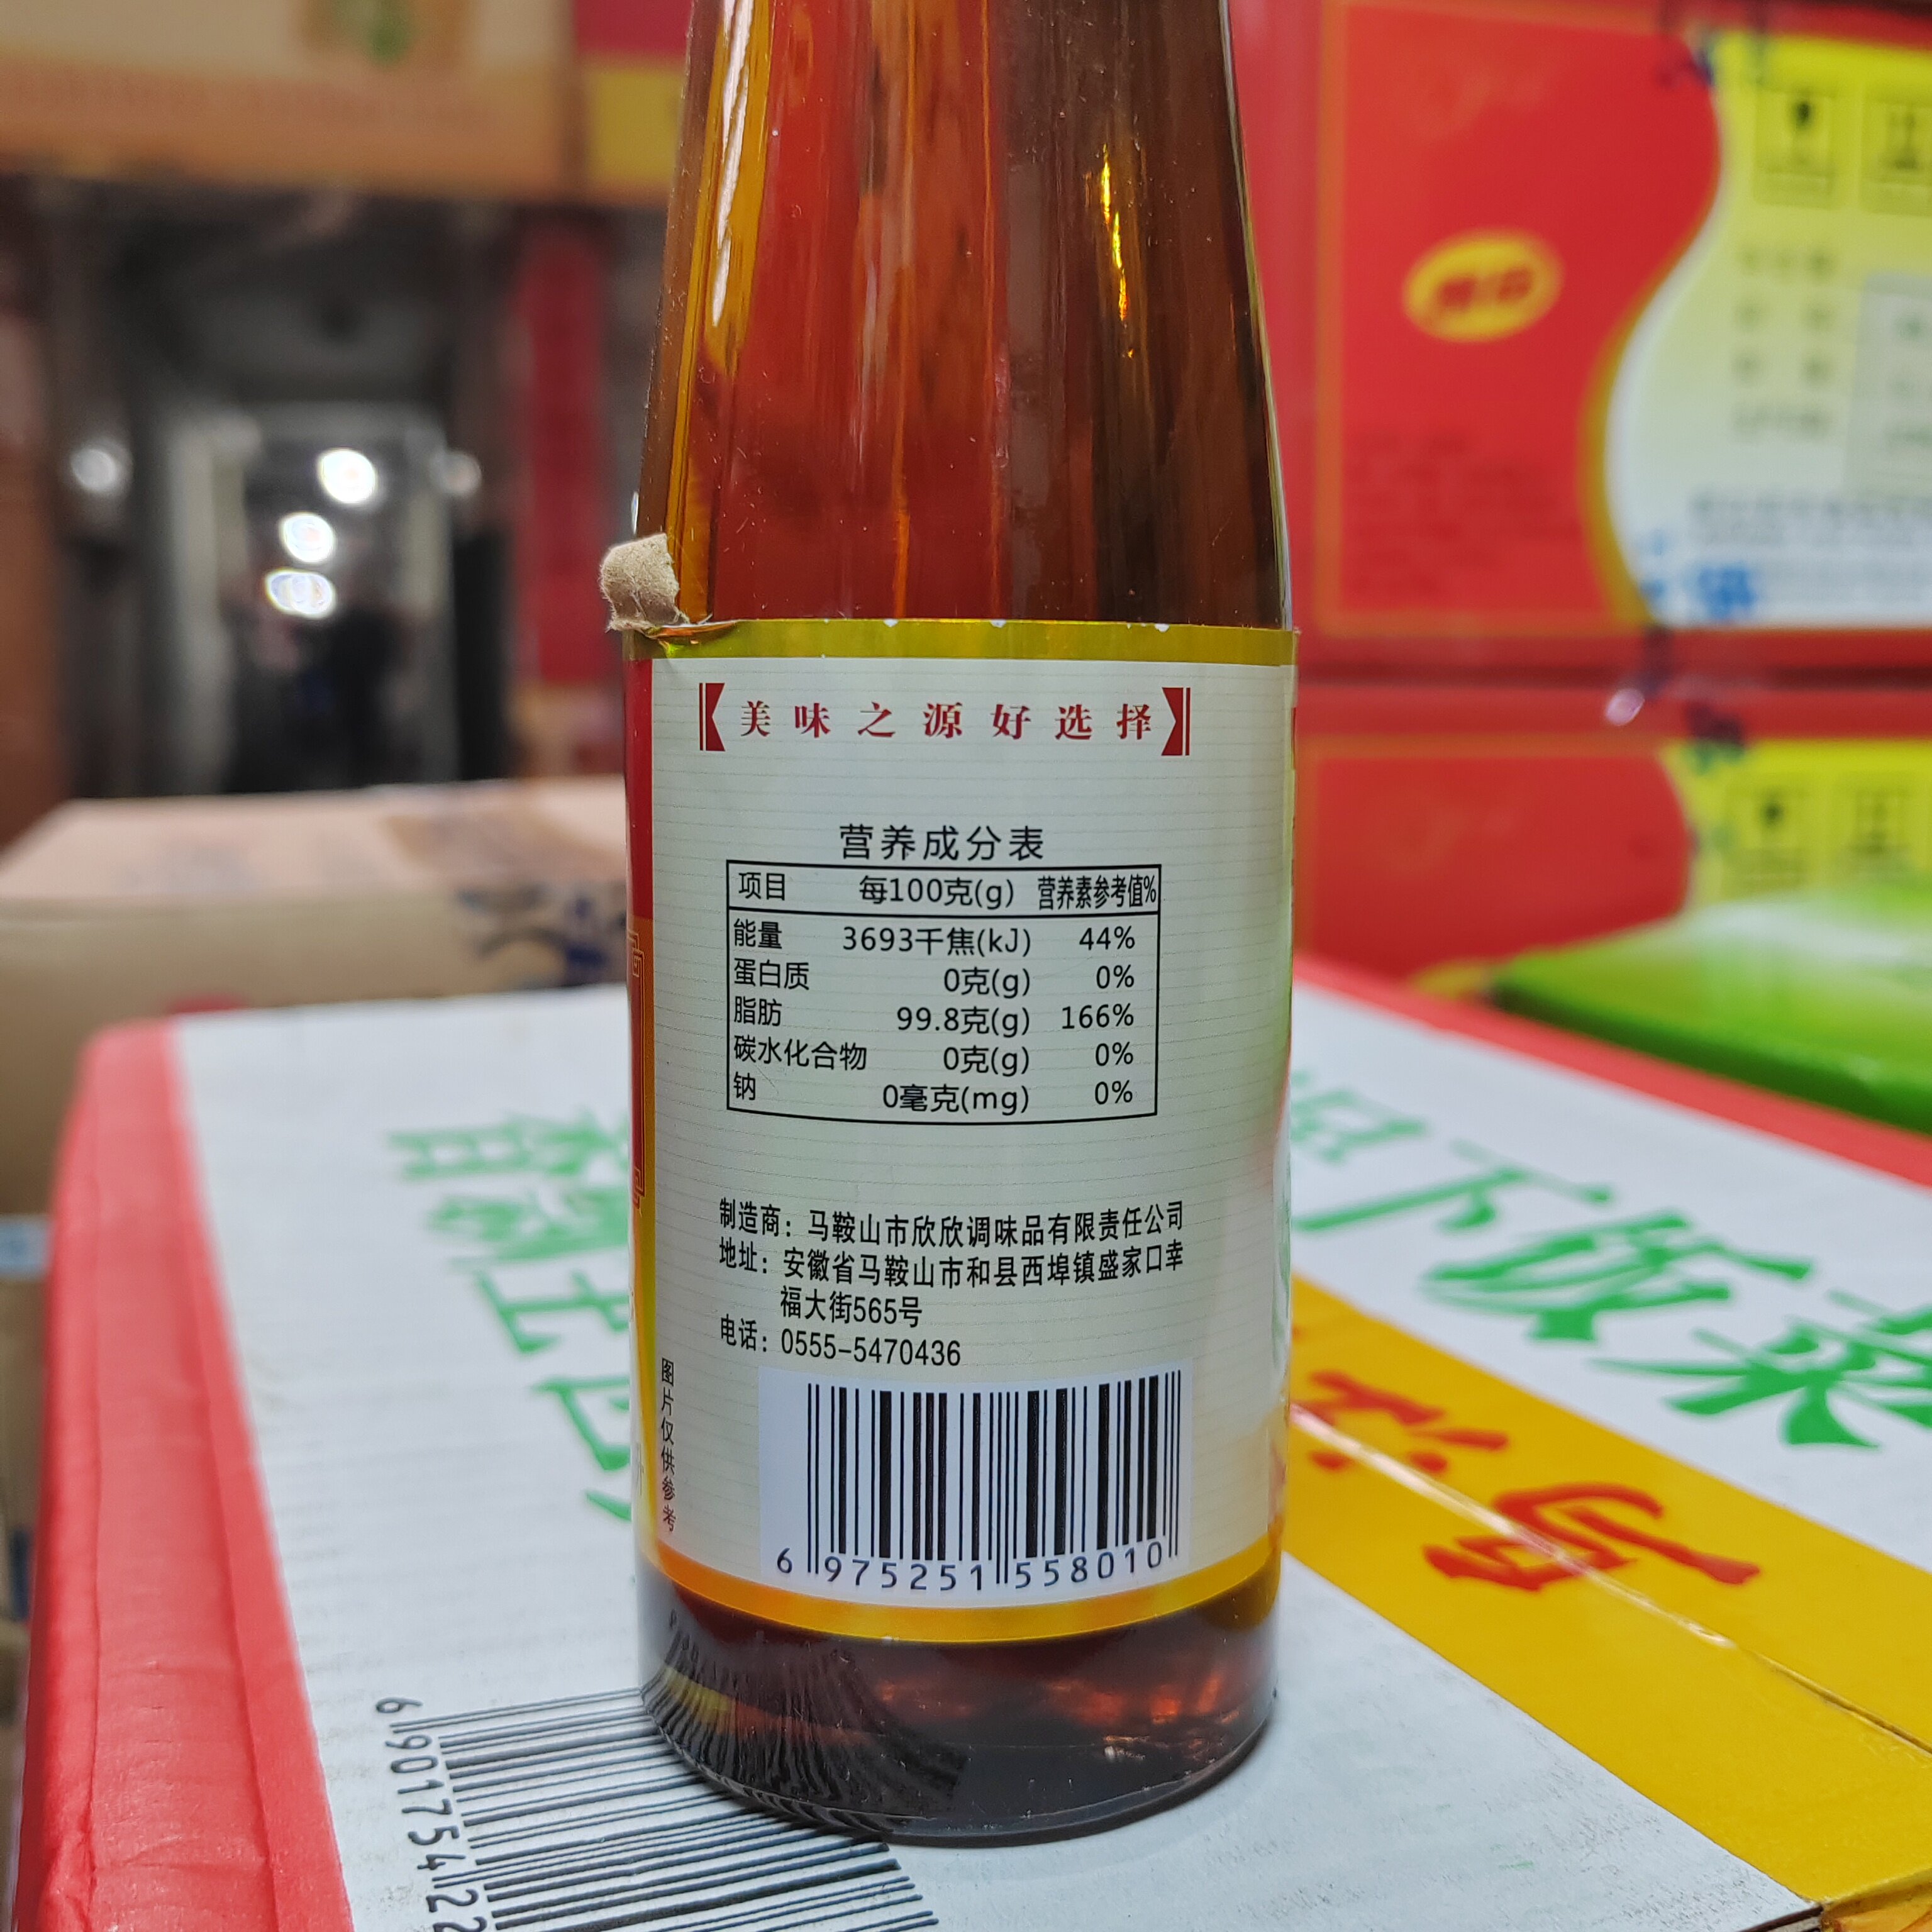 美味之源好选择
营养成分表
项目 每100克(g) 营养素参考值%
能量 3693千焦(kJ) 44%
蛋白质 0克(g) 0%
脂肪 99.8克(g) 166%
碳水化合物 0克(g) 0%
钠 0毫克(mg) 0%
制造商：马鞍山市欣欣调味品有限责任公司
地址：安徽省马鞍山市和县西埠镇盛家口幸
福大街565号
电话：0555-5470436
图片仅供参考
6 975251 558010
下饭菜
6 901754 22